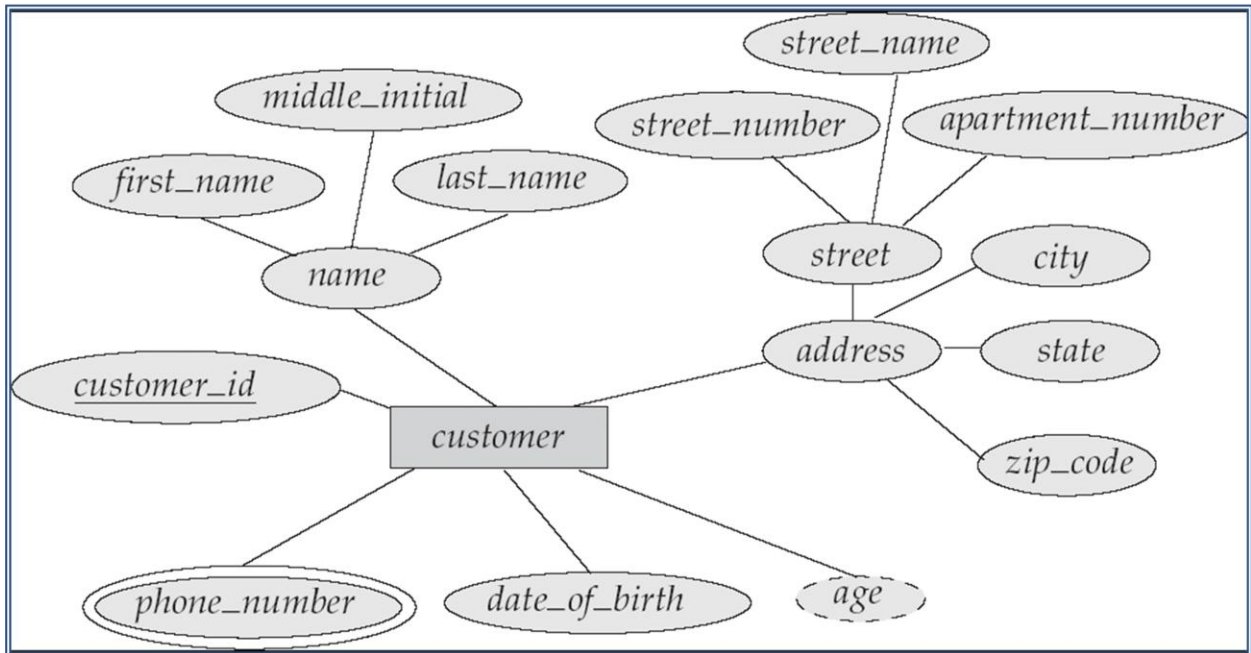 street_name
middle_initial
street_number
apartment_number
first_name
last_name
name
street
city
address
state
customer_id
customer
zip_code
phone_number
date_of_birth
age